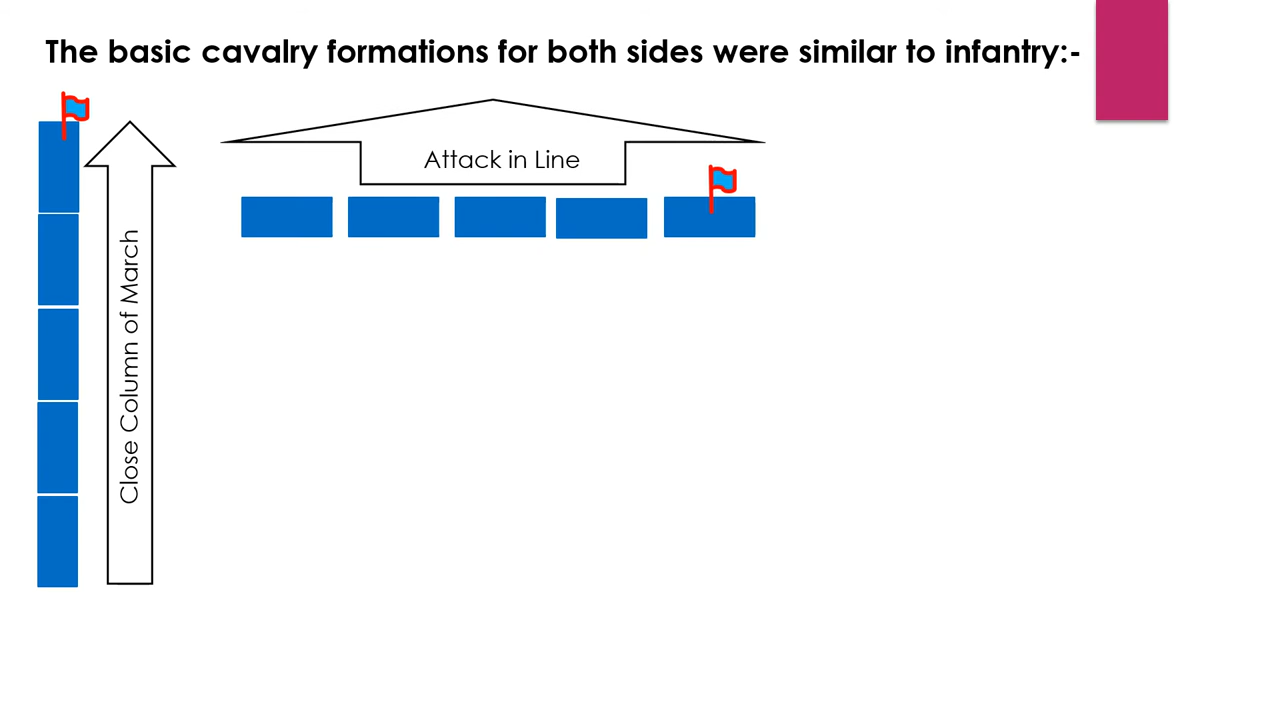 The basic cavalry formations for both sides were similar to infantry:-
Attack in Line
Close Column of March